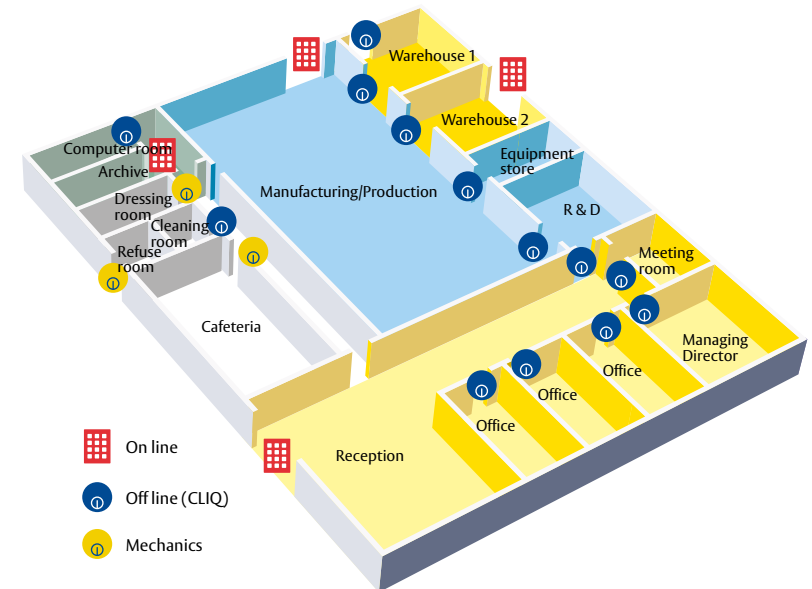 Warehouse 1
Warehouse 2
Computer room
Archive
Equipment
store
Dressing
room
Manufacturing/Production
R & D
Cleaning
room
Refuse
room
Meeting
room
Cafeteria
Managing
Director
Office
Office
Office
Reception
On line
Off line (CLIQ)
Mechanics